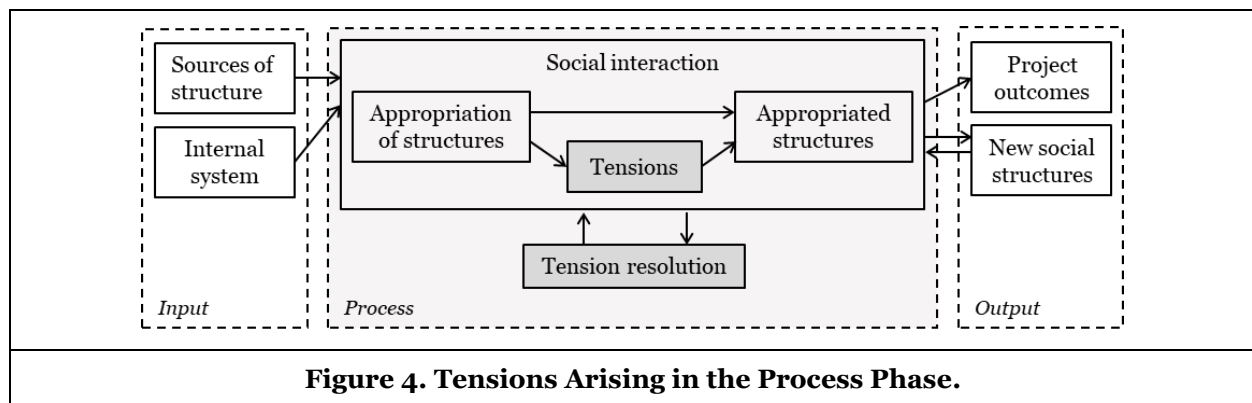 Sources of
structure
Internal
system
Input
Social interaction
Appropriation
of structures
Tensions
Appropriated
structures
Tension resolution
Process
Project
outcomes
New social
structures
Output
Figure 4. Tensions Arising in the Process Phase.